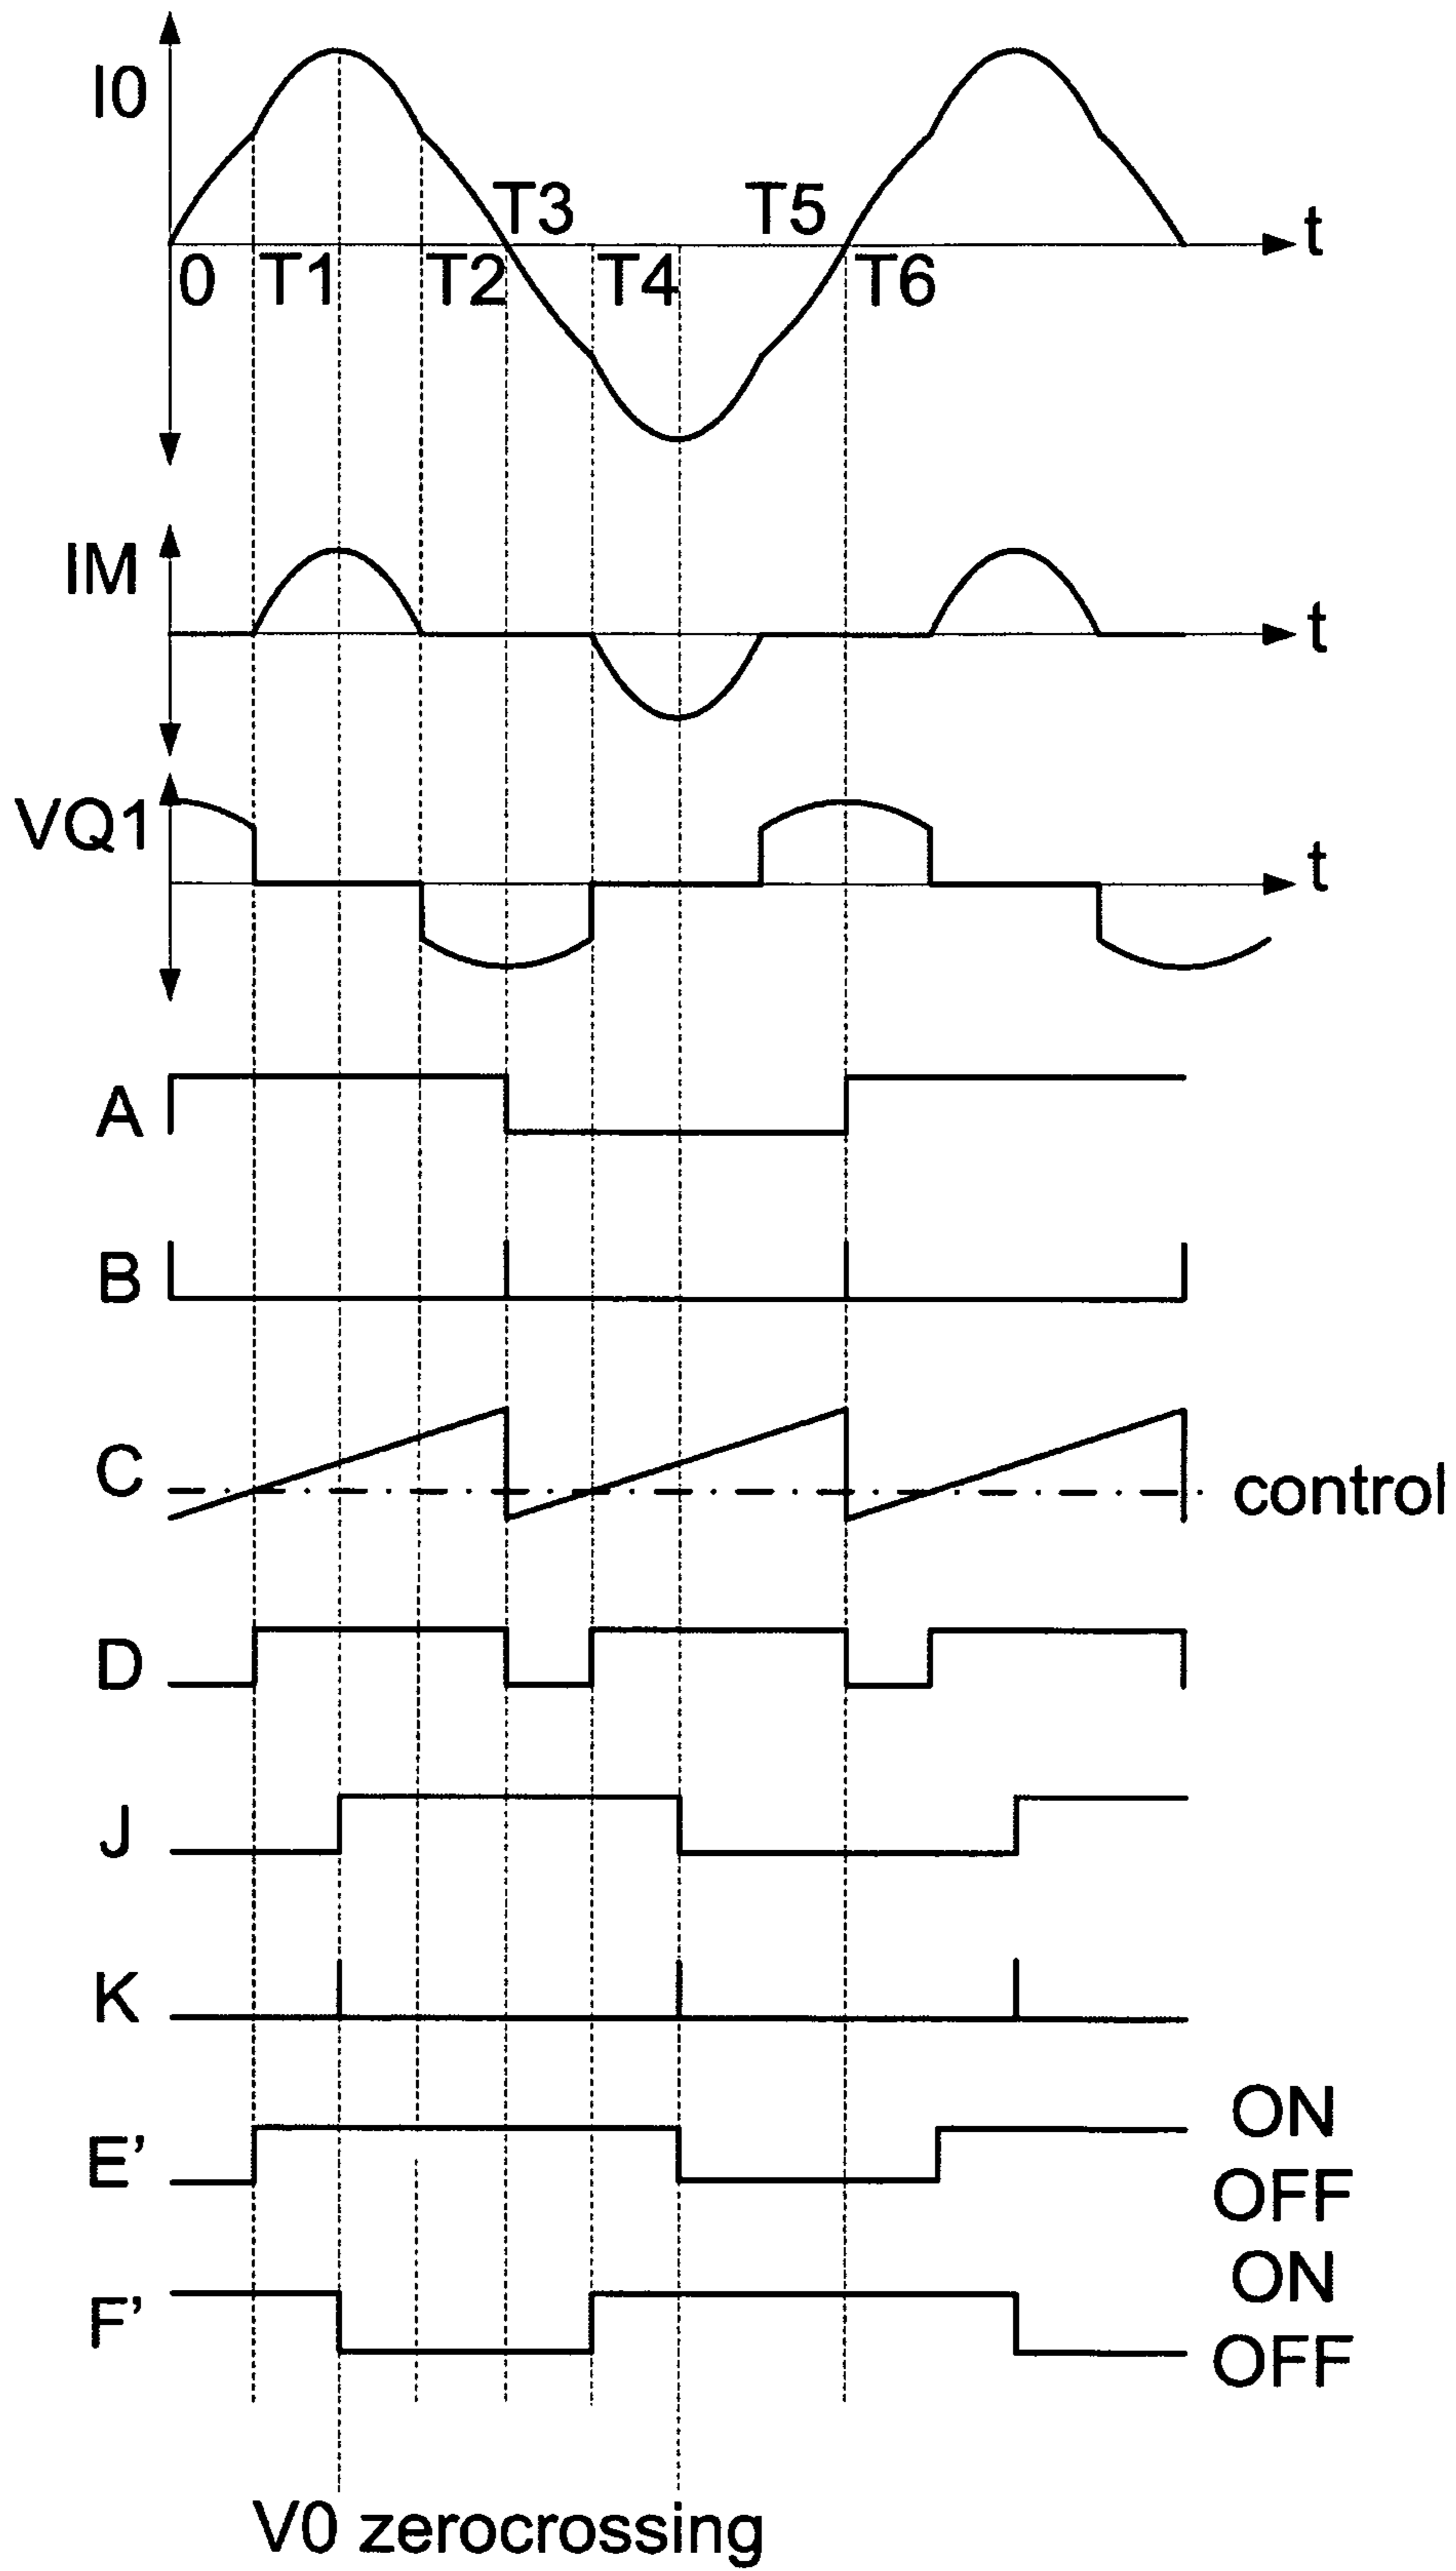 I0
T3
T5
t
0
T1
T2
T4
T6
IM
t
VQ1
t
A
B
C
control
D
J
K
E’
ON
OFF
F’
ON
OFF
V0 zerocrossing